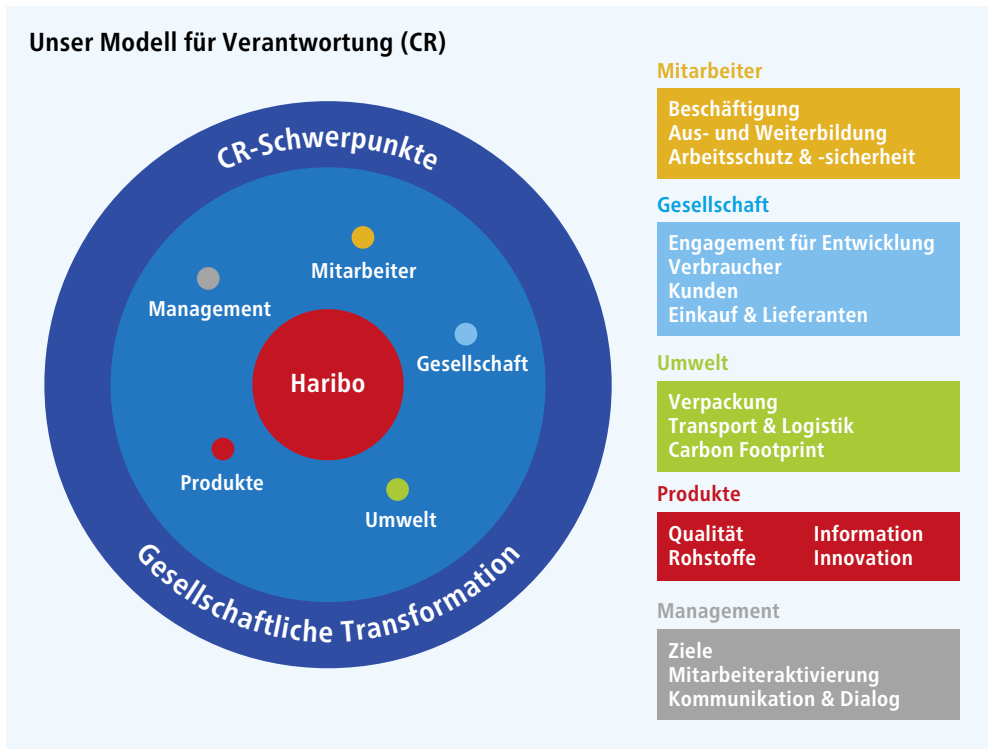 Unser Modell für Verantwortung (CR)
CR-Schwerpunkte
Mitarbeiter
Management
Gesellschaft
Haribo
Produkte
Umwelt
Gesellschaftliche Transformation
Mitarbeiter
Beschäftigung
Aus- und Weiterbildung
Arbeitsschutz & -sicherheit
Gesellschaft
Engagement für Entwicklung
Verbraucher
Kunden
Einkauf & Lieferanten
Umwelt
Verpackung
Transport & Logistik
Carbon Footprint
Produkte
Qualität Information
Rohstoffe Innovation
Management
Ziele
Mitarbeiteraktivierung
Kommunikation & Dialog